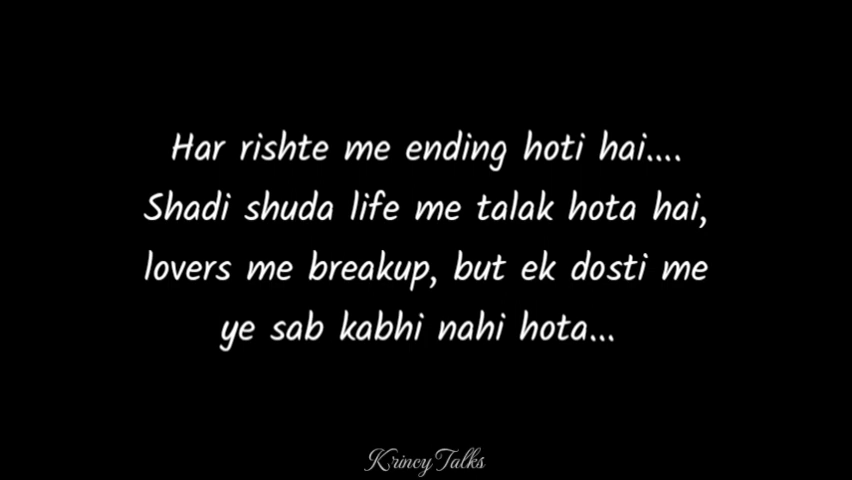 Har rishte me ending hoti hai....
Shadi shuda life me talak hota hai,
lovers me breakup, but ek dosti me
ye sab kabhi nahi hota...
Krincy Talks